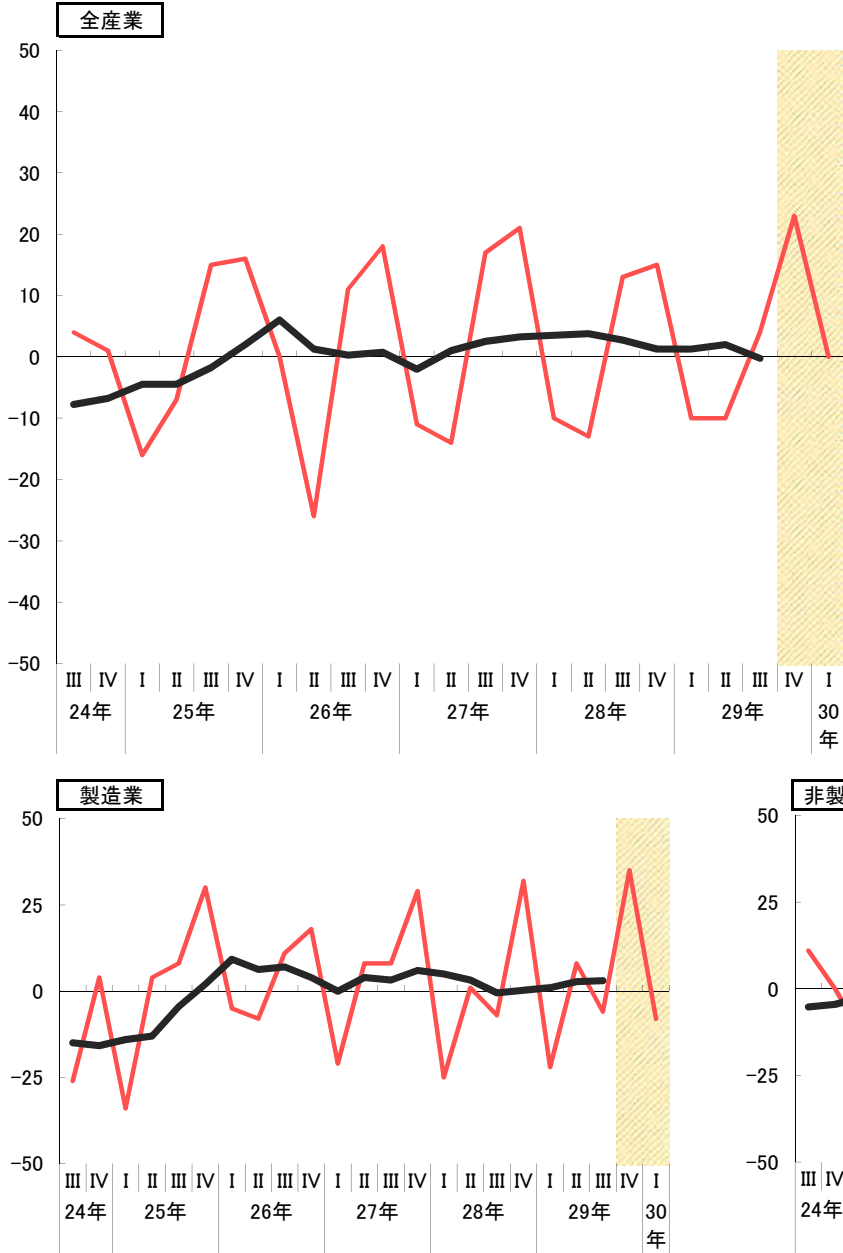 全産業
50
40
30
20
10
0
-10
-20
-30
-40
-50
III IV I II III IV I II III IV I II III IV I II III IV I II III IV I
24年 25年 26年 27年 28年 29年 30
年
製造業
50
25
0
-25
-50
III IV I II III IV I II III IV I II III IV I II III IV I II III IV I
24年 25年 26年 27年 28年 29年 30
年
非製
50
25
0
-25
-50
III IV
24年